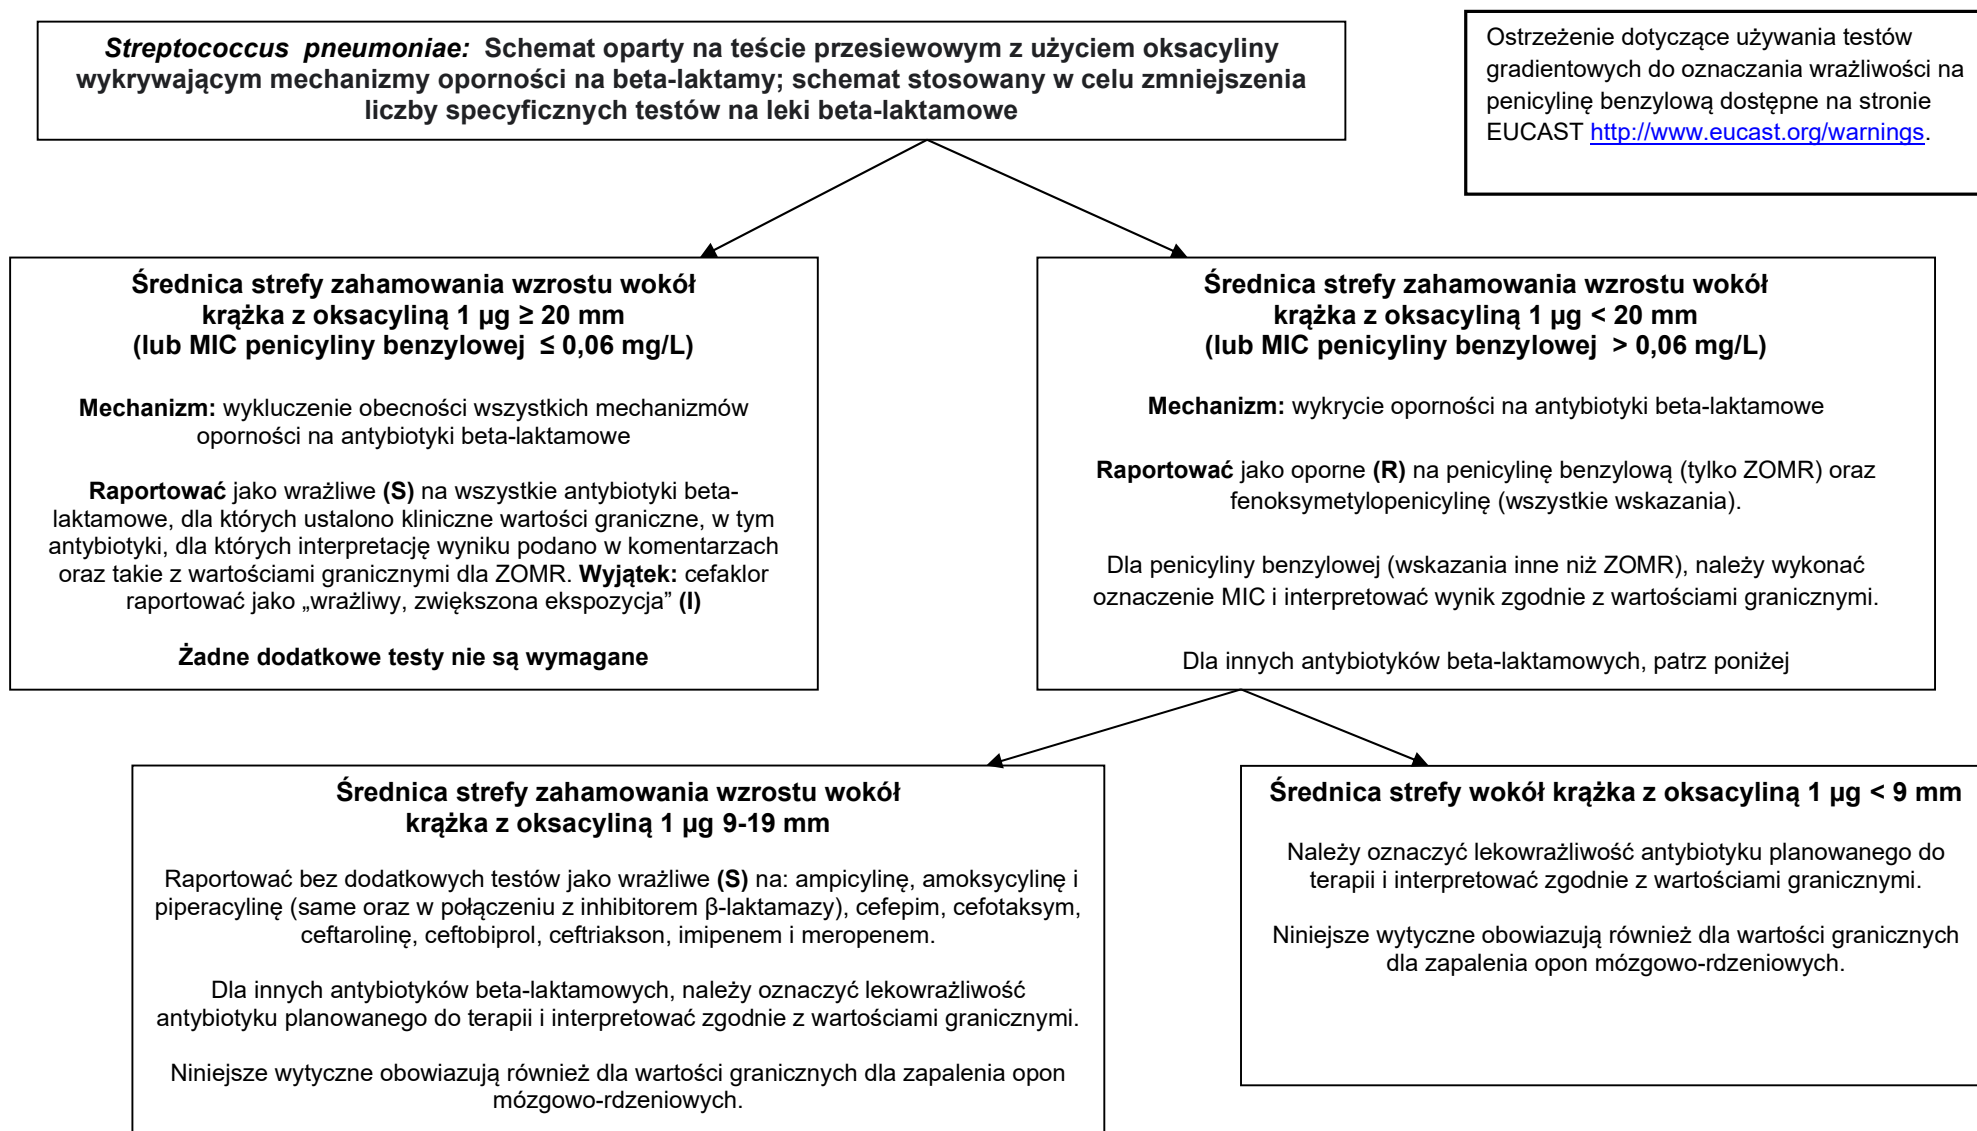 Streptococcus pneumoniae: Schemat oparty na teście przesiewowym z użyciem oksacyliny
wykrywającym mechanizmy oporności na beta-laktamy; schemat stosowany w celu zmniejszenia
liczby specyficznych testów na leki beta-laktamowe
Ostrzeżenie dotyczące używania testów
gradientowych do oznaczania wrażliwości na
penicylinę benzylową dostępne na stronie
EUCAST http://www.eucast.org/warnings.
Średnica strefy zahamowania wzrostu wokół
krążka z oksacyliną 1 µg ≥ 20 mm
(lub MIC penicyliny benzylowej ≤ 0,06 mg/L)
Mechanizm: wykluczenie obecności wszystkich mechanizmów
oporności na antybiotyki beta-laktamowe
Raportować jako wrażliwe (S) na wszystkie antybiotyki beta-
laktamowe, dla których ustalono kliniczne wartości graniczne, w tym
antybiotyki, dla których interpretację wyniku podano w komentarzach
oraz takie z wartościami granicznymi dla ZOMR. Wyjątek: cefaklor
raportować jako „wrażliwy, zwiększona ekspozycja” (I)
Żadne dodatkowe testy nie są wymagane
Średnica strefy zahamowania wzrostu wokół
krążka z oksacyliną 1 µg < 20 mm
(lub MIC penicyliny benzylowej > 0,06 mg/L)
Mechanizm: wykrycie oporności na antybiotyki beta-laktamowe
Raportować jako oporne (R) na penicylinę benzylową (tylko ZOMR) oraz
fenoksymetylopenicylinę (wszystkie wskazania).
Dla penicyliny benzylowej (wskazania inne niż ZOMR), należy wykonać
oznaczenie MIC i interpretować wynik zgodnie z wartościami granicznymi.
Dla innych antybiotyków beta-laktamowych, patrz poniżej
Średnica strefy zahamowania wzrostu wokół
krążka z oksacyliną 1 µg 9-19 mm
Raportować bez dodatkowych testów jako wrażliwe (S) na: ampicylinę, amoksycylinę i
piperacylinę (same oraz w połączeniu z inhibitorem β-laktamazy), cefepim, cefotaksym,
ceftarolinę, ceftobiprol, ceftriakson, imipenem i meropenem.
Dla innych antybiotyków beta-laktamowych, należy oznaczyć lekowrażliwość
antybiotyku planowanego do terapii i interpretować zgodnie z wartościami granicznymi.
Niniejsze wytyczne obowiazują również dla wartości granicznych dla zapalenia opon
mózgowo-rdzeniowych.
Średnica strefy wokół krążka z oksacyliną 1 µg < 9 mm
Należy oznaczyć lekowrażliwość antybiotyku planowanego do
terapii i interpretować zgodnie z wartościami granicznymi.
Niniejsze wytyczne obowiazują również dla wartości granicznych
dla zapalenia opon mózgowo-rdzeniowych.